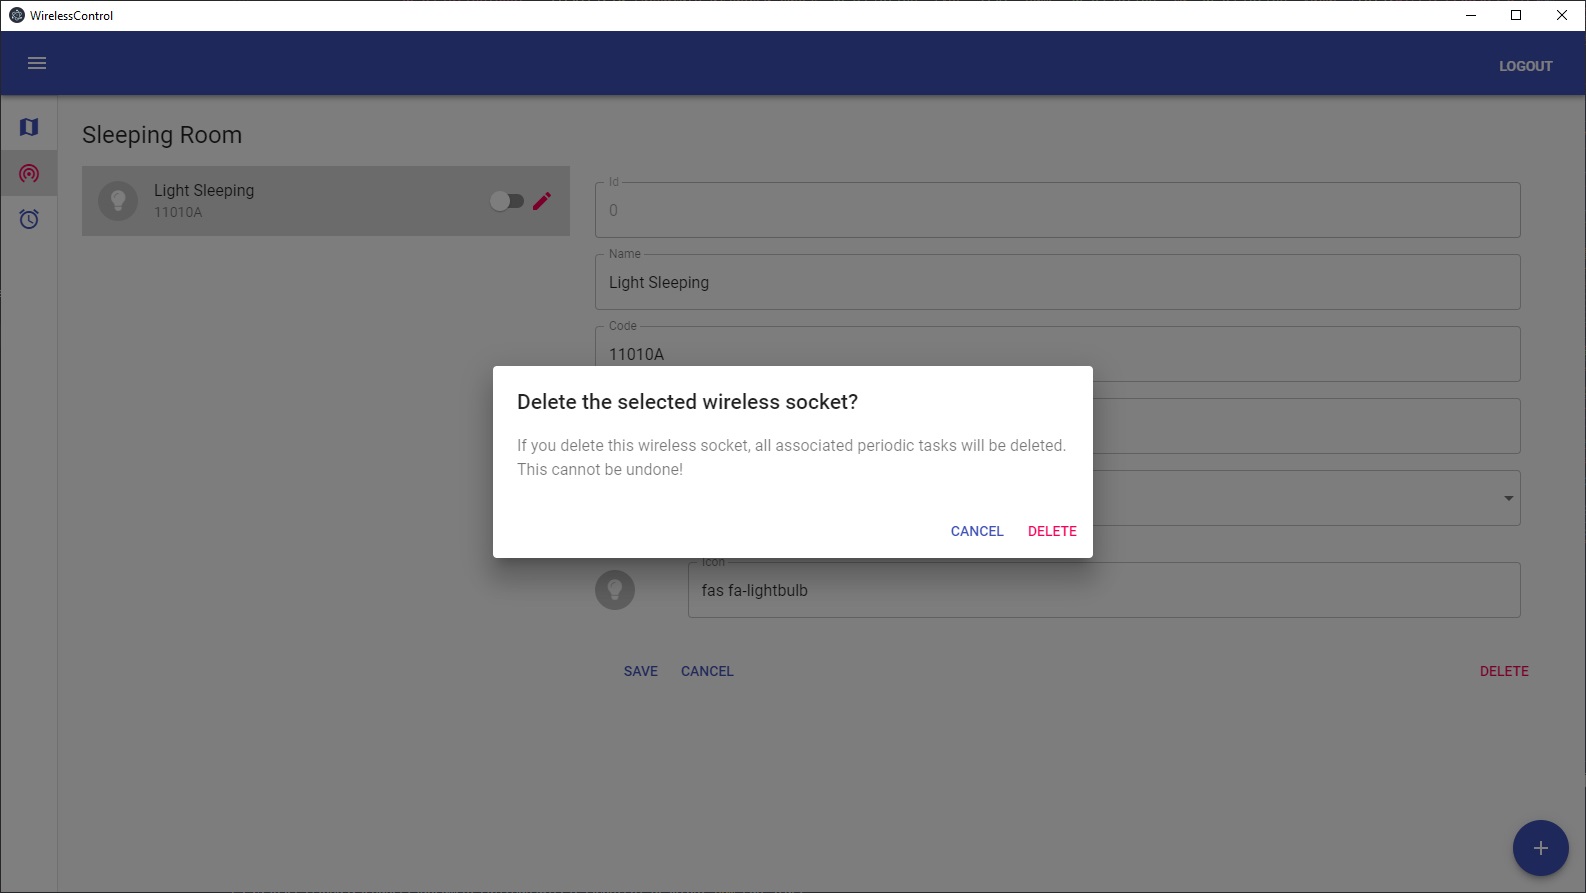 WirelessControl
LOGOUT
Sleeping Room
Light Sleeping
11010A
Id
0
Name
Light Sleeping
Code
11010A
Delete the selected wireless socket?
If you delete this wireless socket, all associated periodic tasks will be deleted.
This cannot be undone!
CANCEL DELETE
Icon
fas fa-lightbulb
SAVE CANCEL DELETE